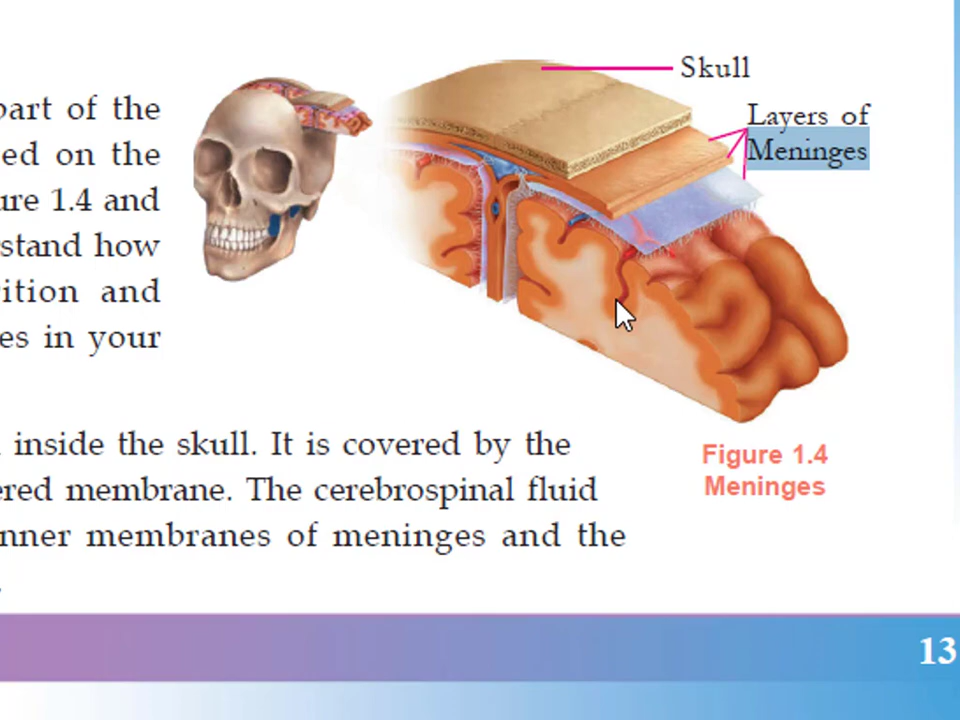 part of the
ed on the
ure 1.4 and
stand how
ition and
es in your
Skull
Layers of
Meninges
inside the skull. It is covered by the
ered membrane. The cerebrospinal fluid
nner membranes of meninges and the
Figure 1.4
Meninges
13